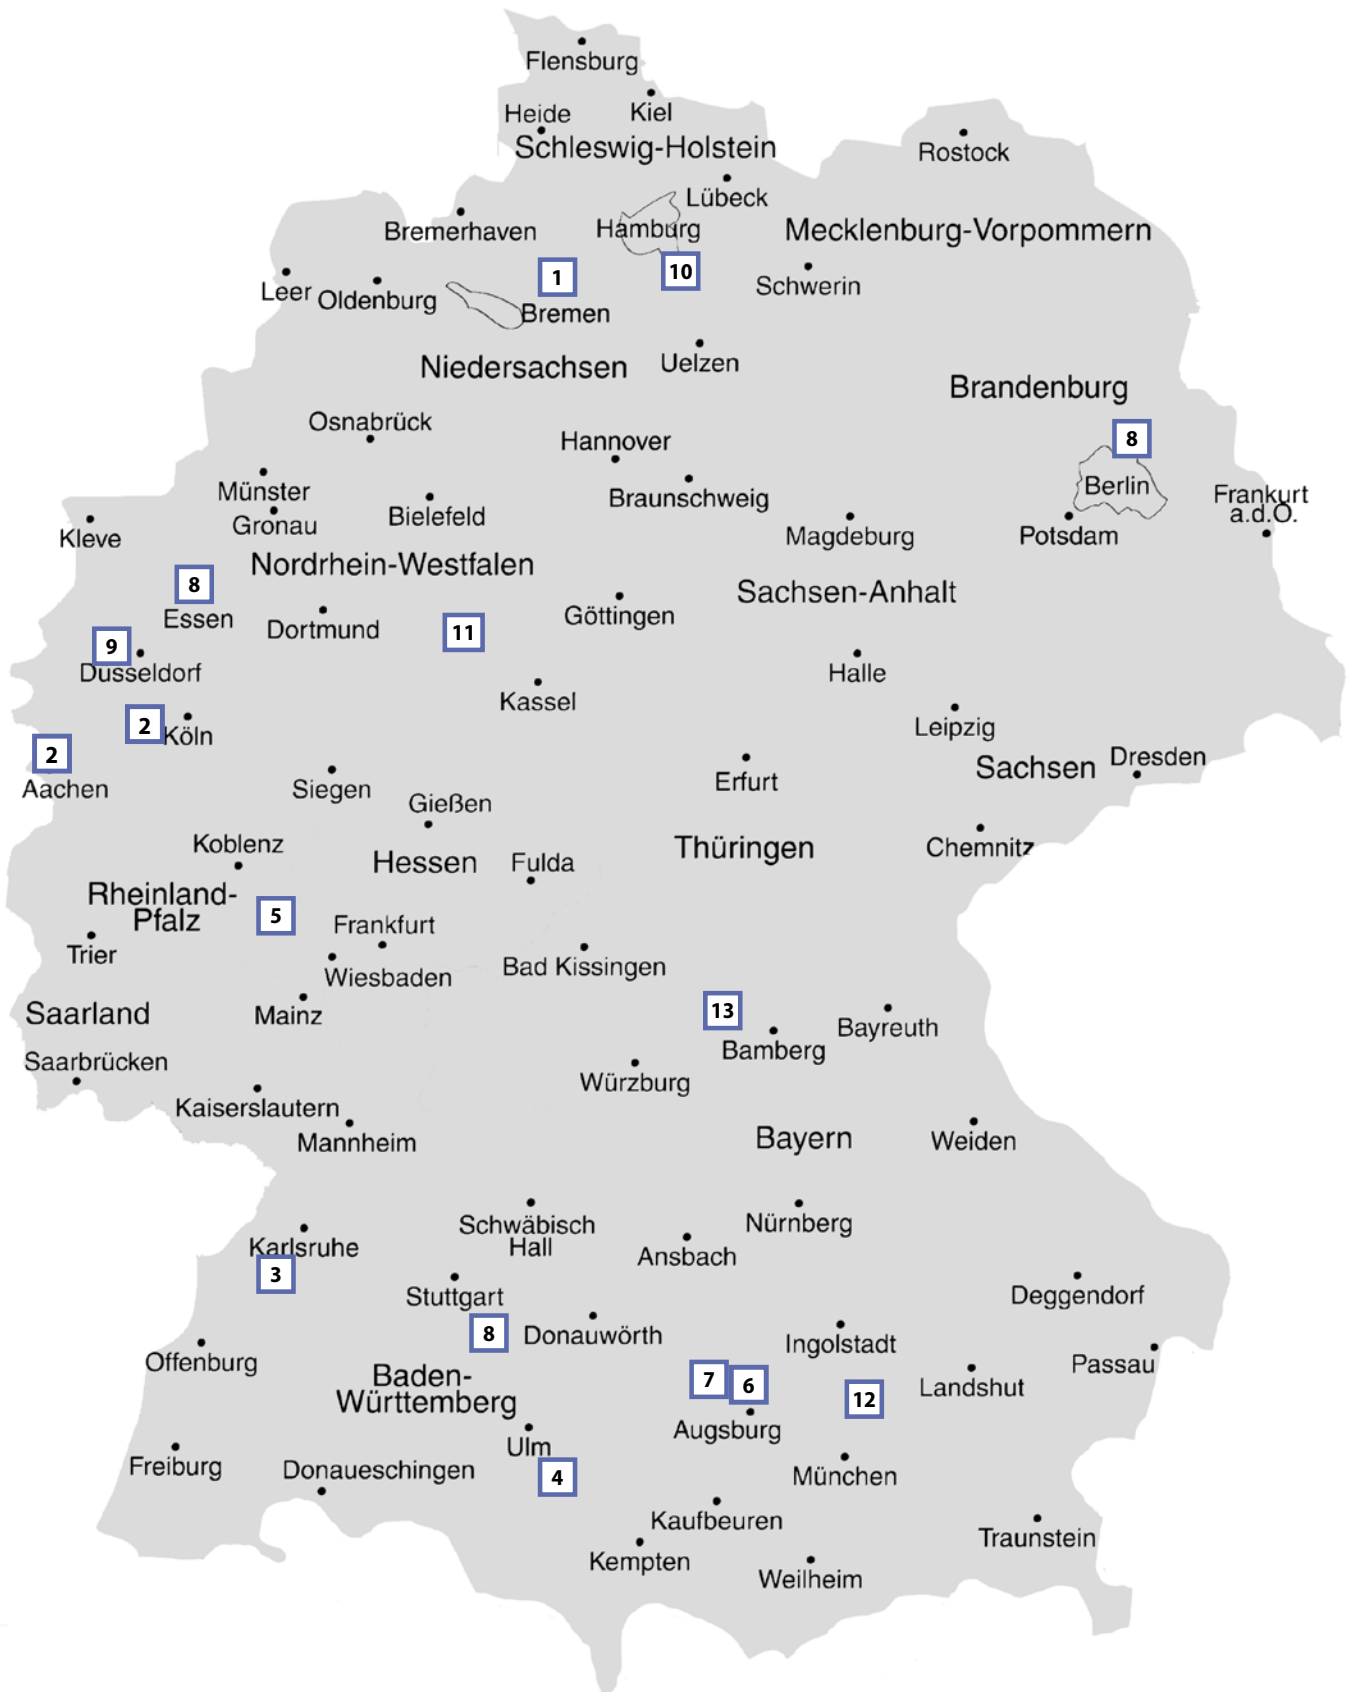 Flensburg
Heide
Kiel
Schleswig-Holstein
Rostock
Lübeck
Bremerhaven
Hamburg
Mecklenburg-Vorpommern
1
10
Leer
Oldenburg
Schwerin
Bremen
Niedersachsen
Uelzen
Brandenburg
Osnabrück
Hannover
8
Münster
Braunschweig
Berlin
Frankurt
a.d.O.
Gronau
Bielefeld
Kleve
Magdeburg
Potsdam
Nordrhein-Westfalen
8
Sachsen-Anhalt
Essen
Dortmund
11
Göttingen
9
Düsseldorf
Halle
Kassel
2
Köln
Leipzig
2
Aachen
Siegen
Erfurt
Sachsen
Dresden
Gießen
Koblenz
Hessen
Fulda
Thüringen
Chemnitz
Rheinland-
Pfalz
5
Frankfurt
Trier
Wiesbaden
Bad Kissingen
Saarland
Mainz
13
Bayreuth
Bamberg
Saarbrücken
Würzburg
Kaiserslautern
Mannheim
Bayern
Weiden
Schwäbisch
Hall
Nürnberg
Karlsruhe
Ansbach
3
Stuttgart
Deggendorf
8
Donauwörth
Ingolstadt
Offenburg
Passau
Baden-
Württemberg
7
6
12
Landshut
Augsburg
Ulm
Freiburg
Donaueschingen
4
München
Kaufbeuren
Traunstein
Kempten
Weilheim